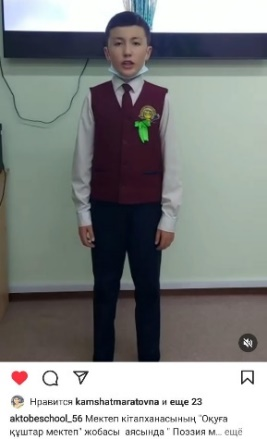 Нравится kamshatmaratovna и еще 23
aktobeschool_56 Мектеп кітапханасының "Оқуға
құштар мектеп" жобасы аясында " Поэзия м... ещё